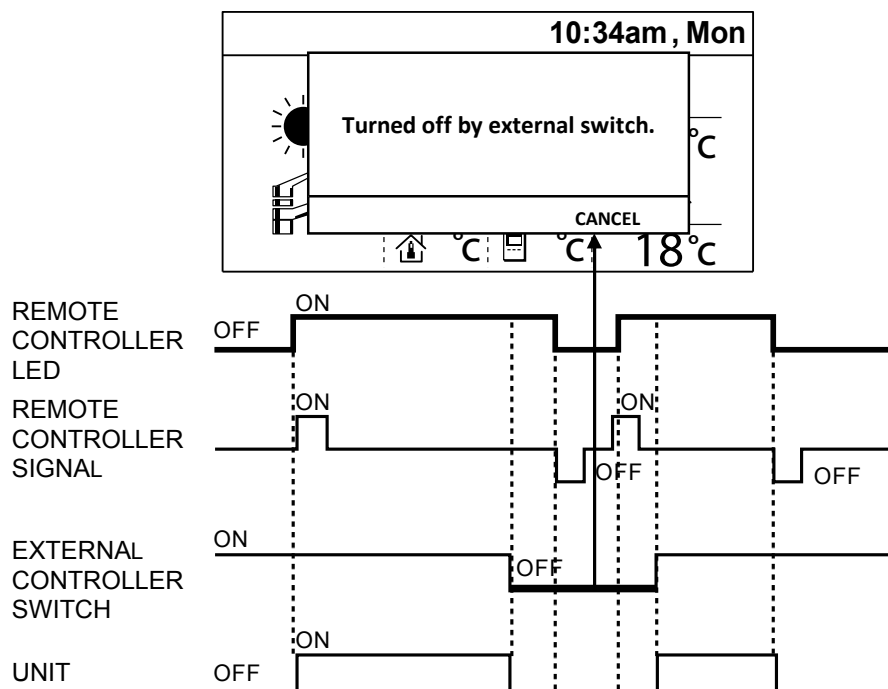 10:34am , Mon
Turned off by external switch.
°C
CANCEL
°C °C 18°C
REMOTE
CONTROLLER
LED
OFF
ON
REMOTE
CONTROLLER
SIGNAL
ON
OFF
ON
OFF
EXTERNAL
CONTROLLER
SWITCH
ON
OFF
UNIT
OFF
ON